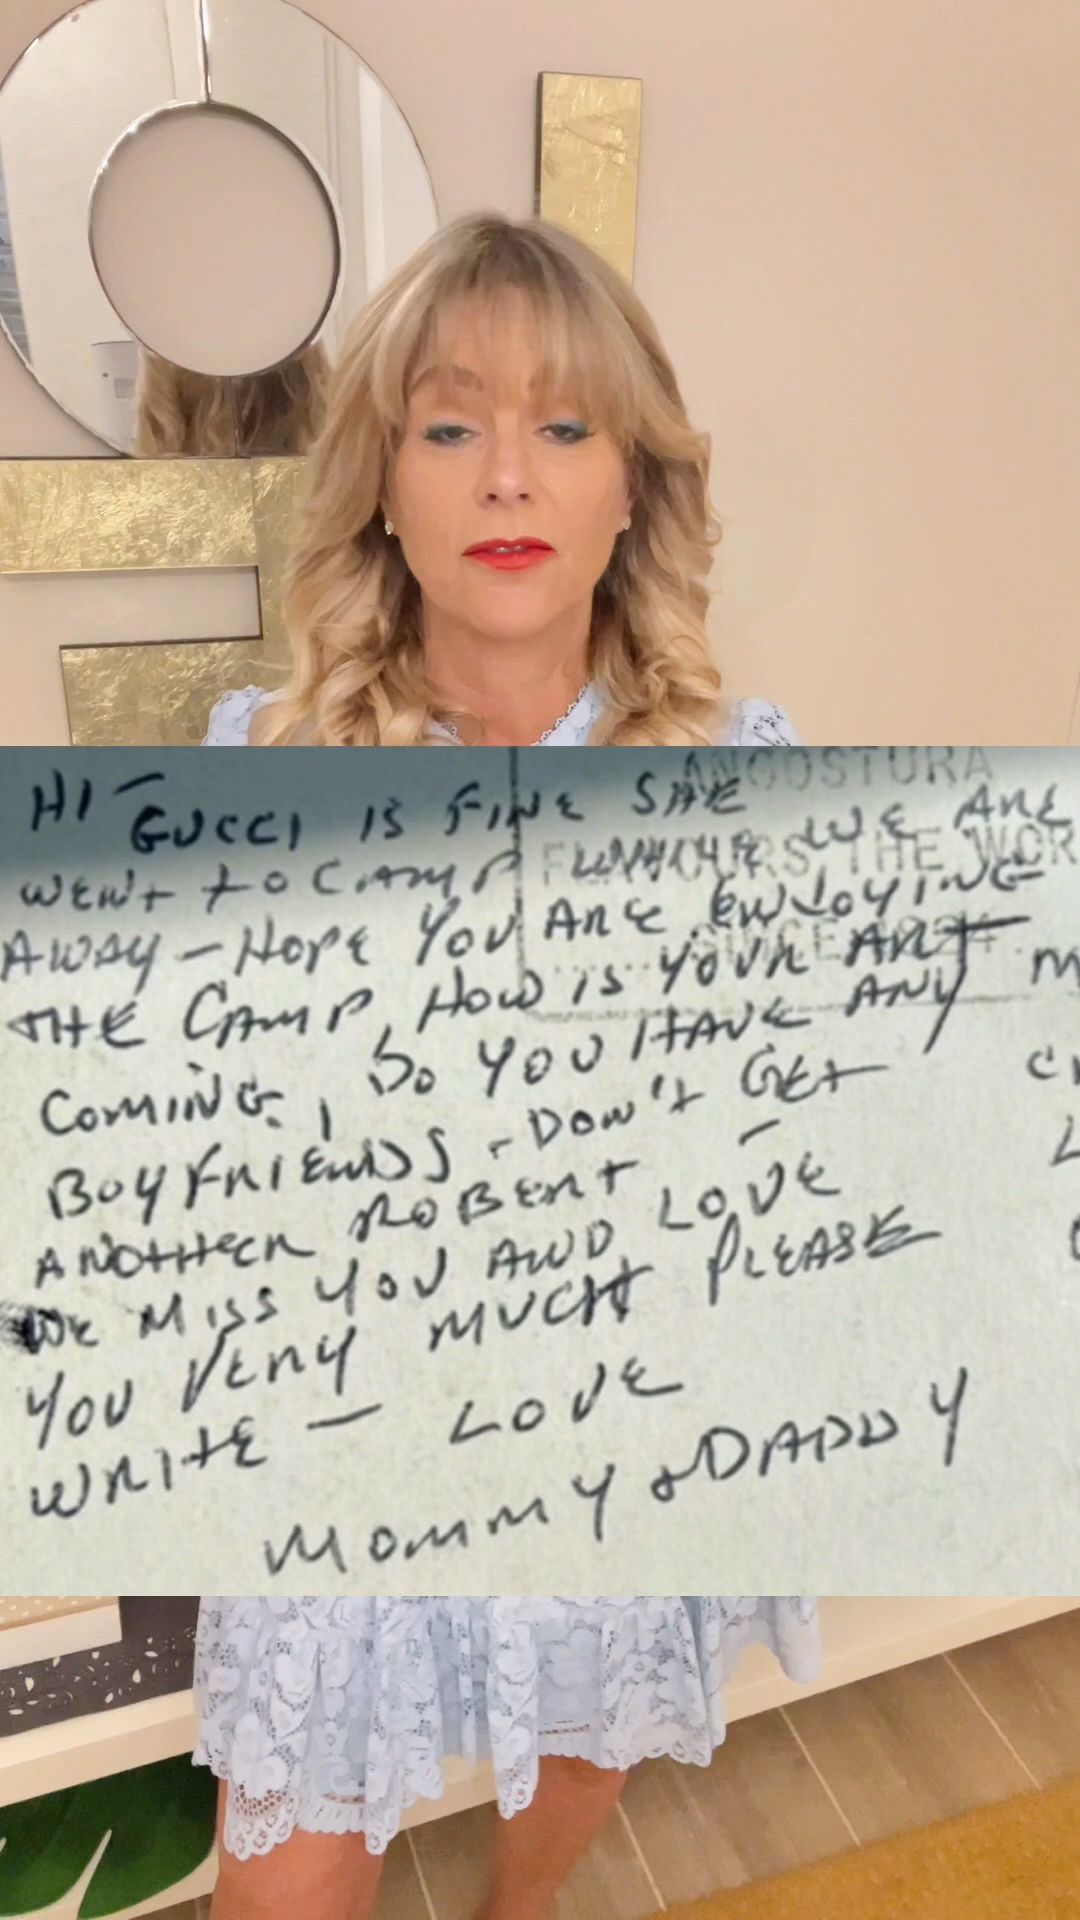 ANGOSTURA
HI - GUCCI IS FINE SHE
WENT TO CAMP WHILE WE ARE
AWAY - HOPE YOU ARE ENJOYING
THE CAMP, HOW IS YOUR ART
COMING, DO YOU HAVE ANY
BOYFRIENDS - DON't GET
ANOTHER ROBERT -
WE MISS YOU AND LOVE
YOU VERY MUCH PLEASE
WRITE - LOVE
MOMMY & DADDY